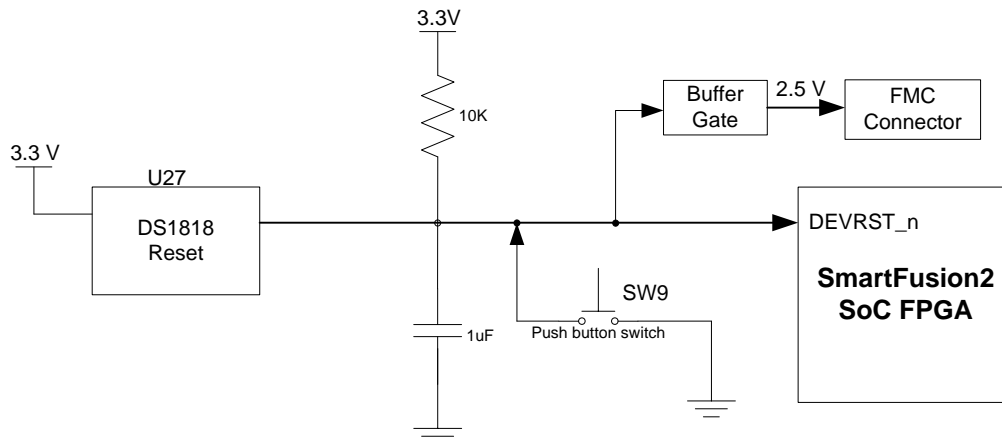 3.3V
10K
3.3 V
U27
DS1818
Reset
1uF
SW9
Push button switch
Buffer
Gate
2.5 V
FMC
Connector
DEVRST_n
SmartFusion2
SoC FPGA